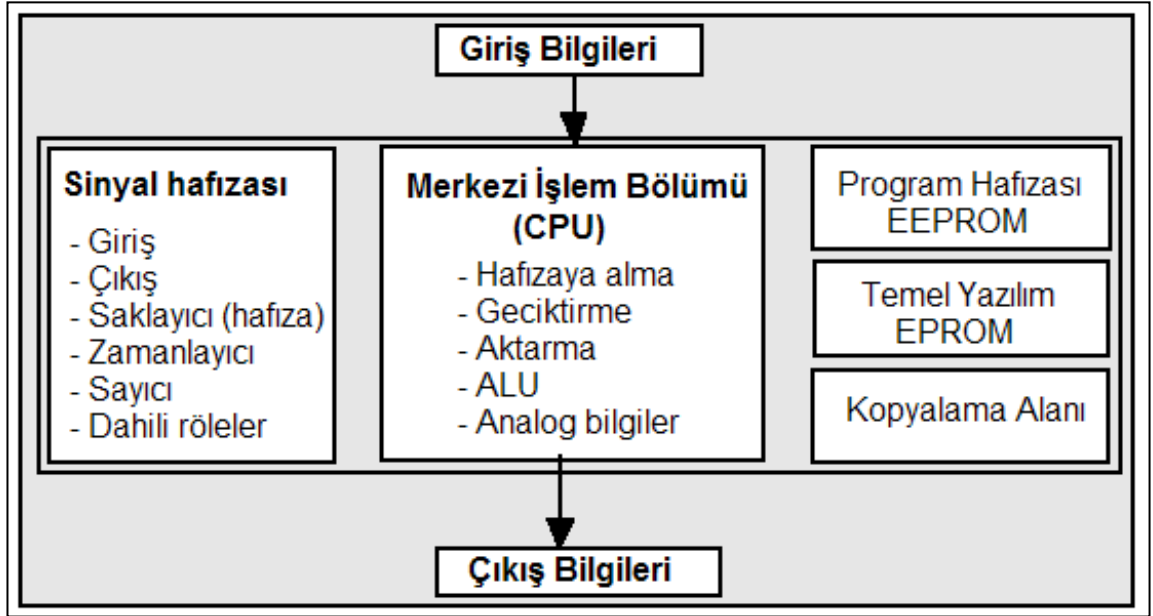 Giriş Bilgileri
Sinyal hafızası
- Giriş
- Çıkış
- Saklayıcı (hafıza)
- Zamanlayıcı
- Sayıcı
- Dahili röleler
Merkezi İşlem Bölümü
(CPU)
- Hafızaya alma
- Geciktirme
- Aktarma
- ALU
- Analog bilgiler
Program Hafızası
EEPROM
Temel Yazılım
EPROM
Kopyalama Alanı
Çıkış Bilgileri